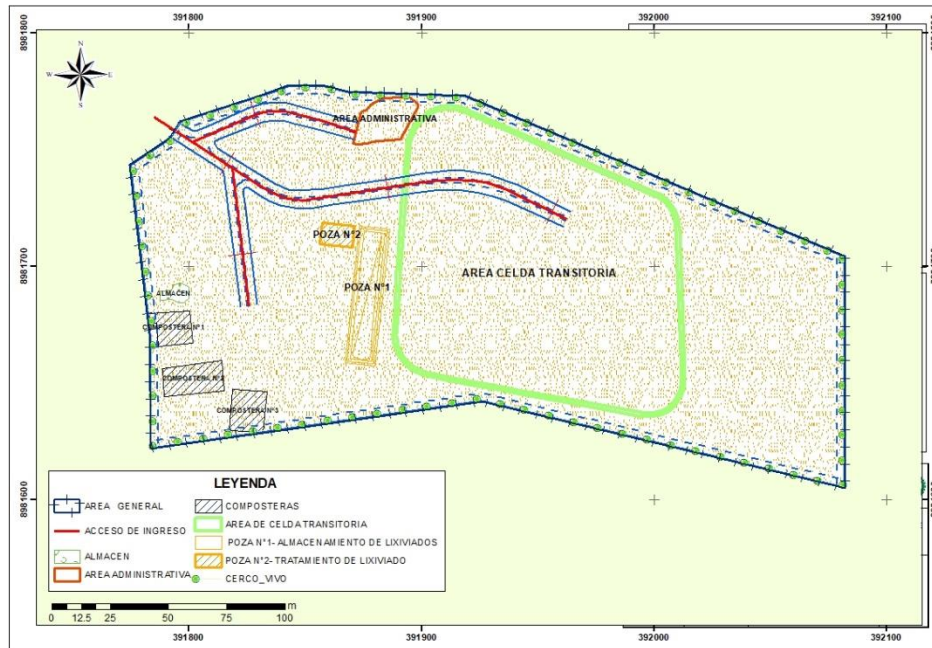 391800 391900 392000 392100
8981800
N
W E
S
AREA ADMINISTRATIVA
POZA N°2
8981700
AREA CELDA TRANSITORIA
POZA N°1
ALMACEN
COMPOSTERA N°1
COMPOSTERA N°2
COMPOSTERA N°3
LEYENDA
AREA GENERAL
ACCESO DE INGRESO
ALMACEN
AREA ADMINISTRATIVA
COMPOSTERAS
AREA DE CELDA TRANSITORIA
POZA N°1- ALMACENAMIENTO DE LIXIVIADOS
POZA N°2- TRATAMIENTO DE LIXIVIADO
CERCO_VIVO
8981600
m
0 12.5 25 50 75 100
391800 391900 392000 392100